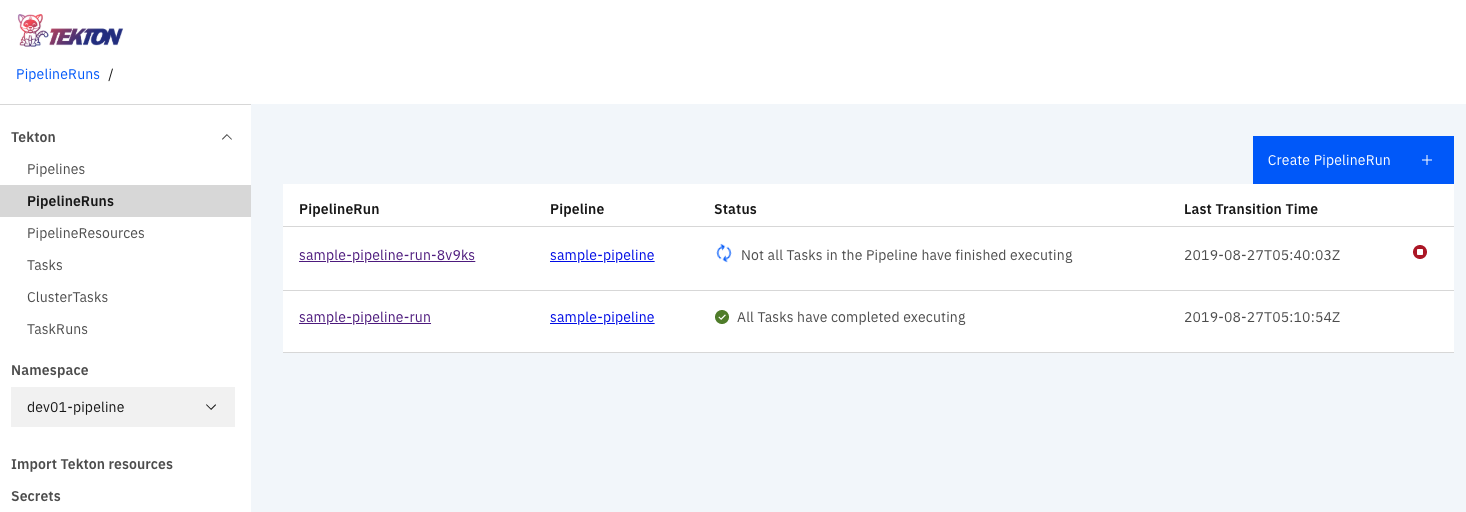 TEKTON
PipelineRuns /
Tekton
Pipelines
PipelineRuns
PipelineResources
Tasks
ClusterTasks
TaskRuns
Namespace
dev01-pipeline
Import Tekton resources
Secrets
Create PipelineRun +
PipelineRun Pipeline Status Last Transition Time
sample-pipeline-run-8v9ks sample-pipeline Not all Tasks in the Pipeline have finished executing 2019-08-27T05:40:03Z
sample-pipeline-run sample-pipeline All Tasks have completed executing 2019-08-27T05:10:54Z